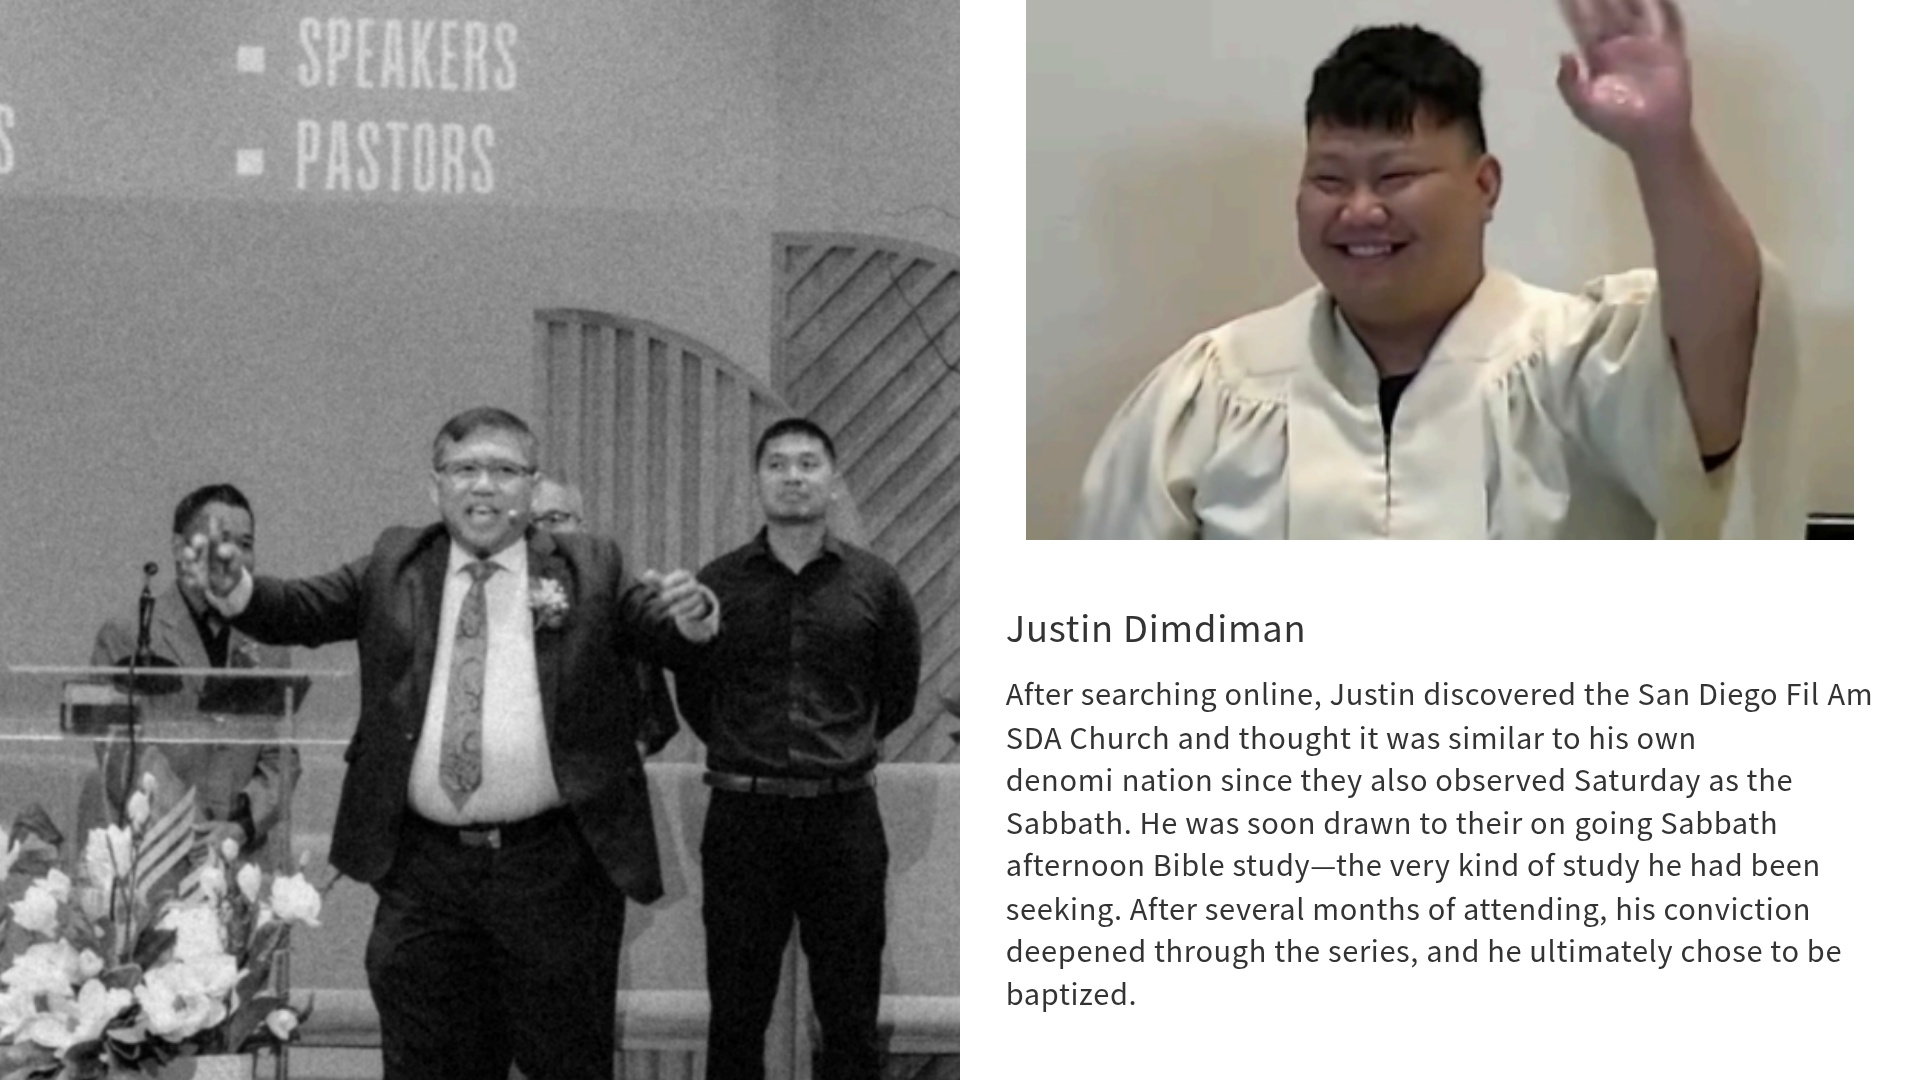 S
▪ SPEAKERS
▪ PASTORS
Justin Dimdiman
After searching online, Justin discovered the San Diego Fil Am
SDA Church and thought it was similar to his own
denomi nation since they also observed Saturday as the
Sabbath. He was soon drawn to their on going Sabbath
afternoon Bible study—the very kind of study he had been
seeking. After several months of attending, his conviction
deepened through the series, and he ultimately chose to be
baptized.